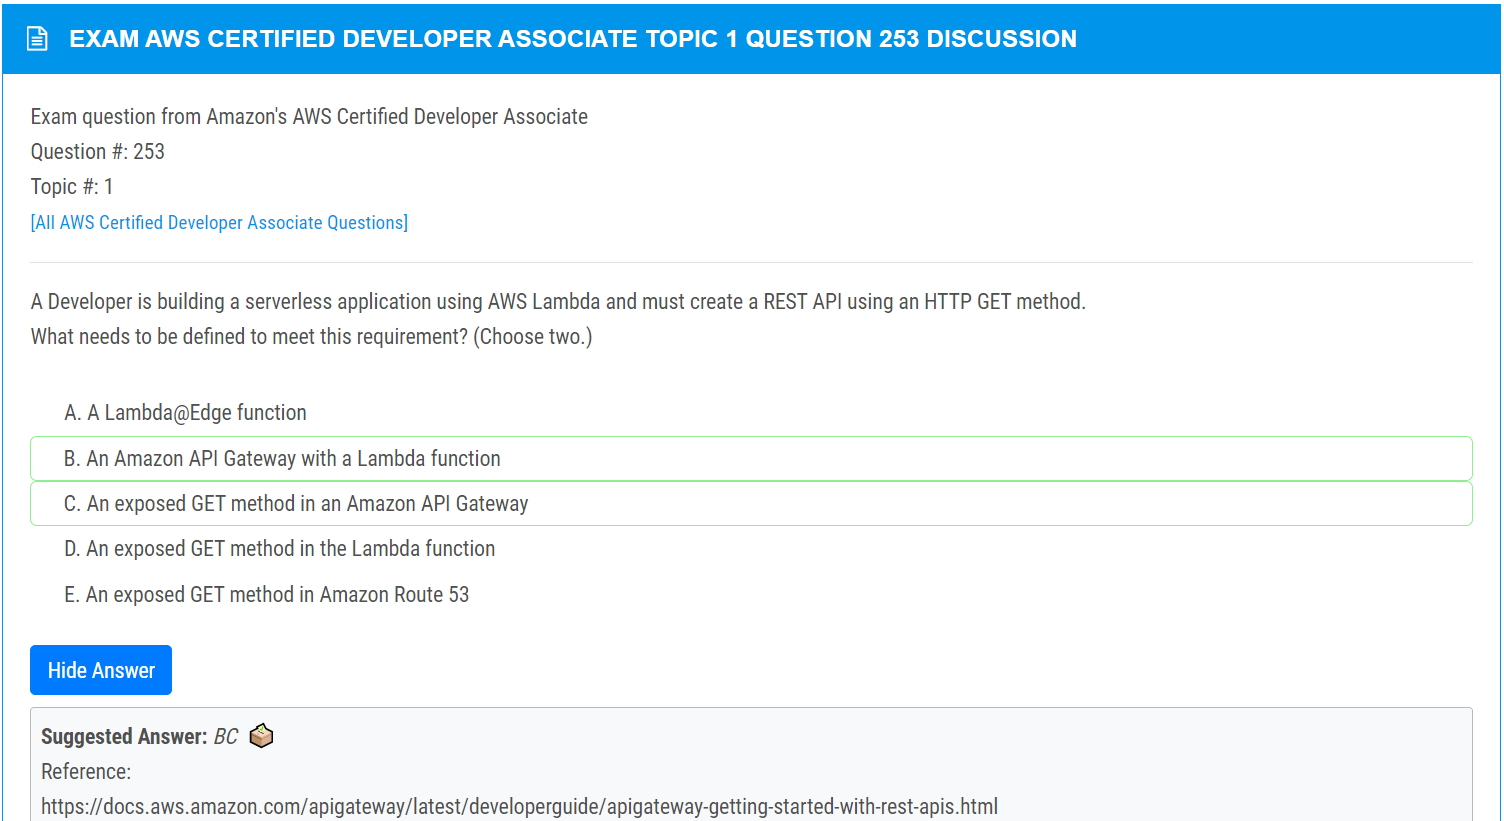 EXAM AWS CERTIFIED DEVELOPER ASSOCIATE TOPIC 1 QUESTION 253 DISCUSSION
Exam question from Amazon's AWS Certified Developer Associate
Question #: 253
Topic #: 1
[All AWS Certified Developer Associate Questions]
A Developer is building a serverless application using AWS Lambda and must create a REST API using an HTTP GET method.
What needs to be defined to meet this requirement? (Choose two.)
A. A Lambda@Edge function
B. An Amazon API Gateway with a Lambda function
C. An exposed GET method in an Amazon API Gateway
D. An exposed GET method in the Lambda function
E. An exposed GET method in Amazon Route 53
Hide Answer
Suggested Answer: BC
Reference:
https://docs.aws.amazon.com/apigateway/latest/developerguide/apigateway-getting-started-with-rest-apis.html